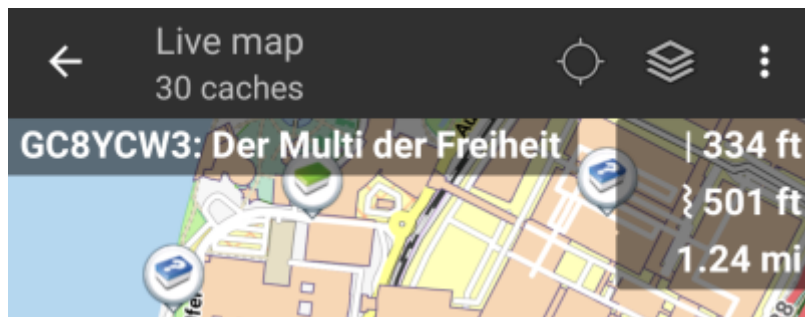 Live map
30 caches
GC8YCW3: Der Multi der Freiheit
334 ft
501 ft
1.24 mi